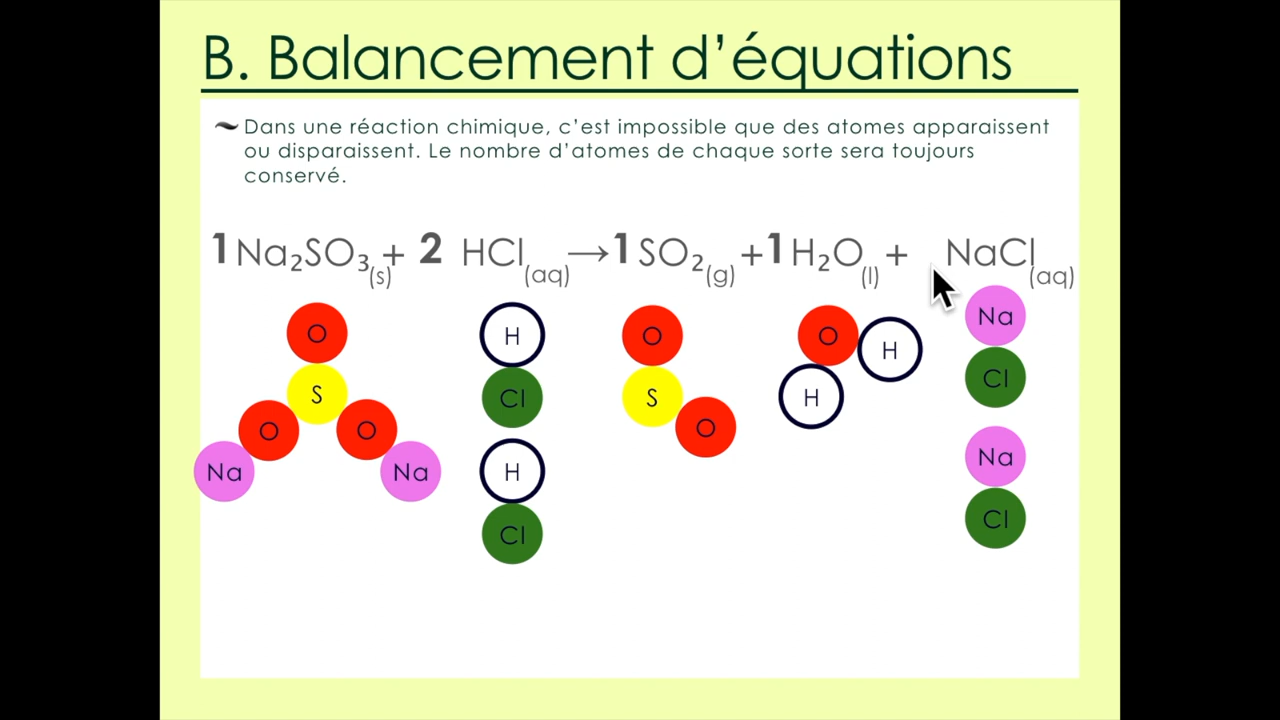 B. Balancement d’équations
Dans une réaction chimique, c’est impossible que des atomes apparaissent
ou disparaissent. Le nombre d’atomes de chaque sorte sera toujours
conservé.
1 Na₂SO₃(s) + 2 HCl(aq) → 1 SO₂(g) + 1 H₂O(l) + NaCl(aq)
O
S
O
O
Na
Na
H
Cl
H
Cl
O
S
O
O
H
H
Na
Cl
Na
Cl